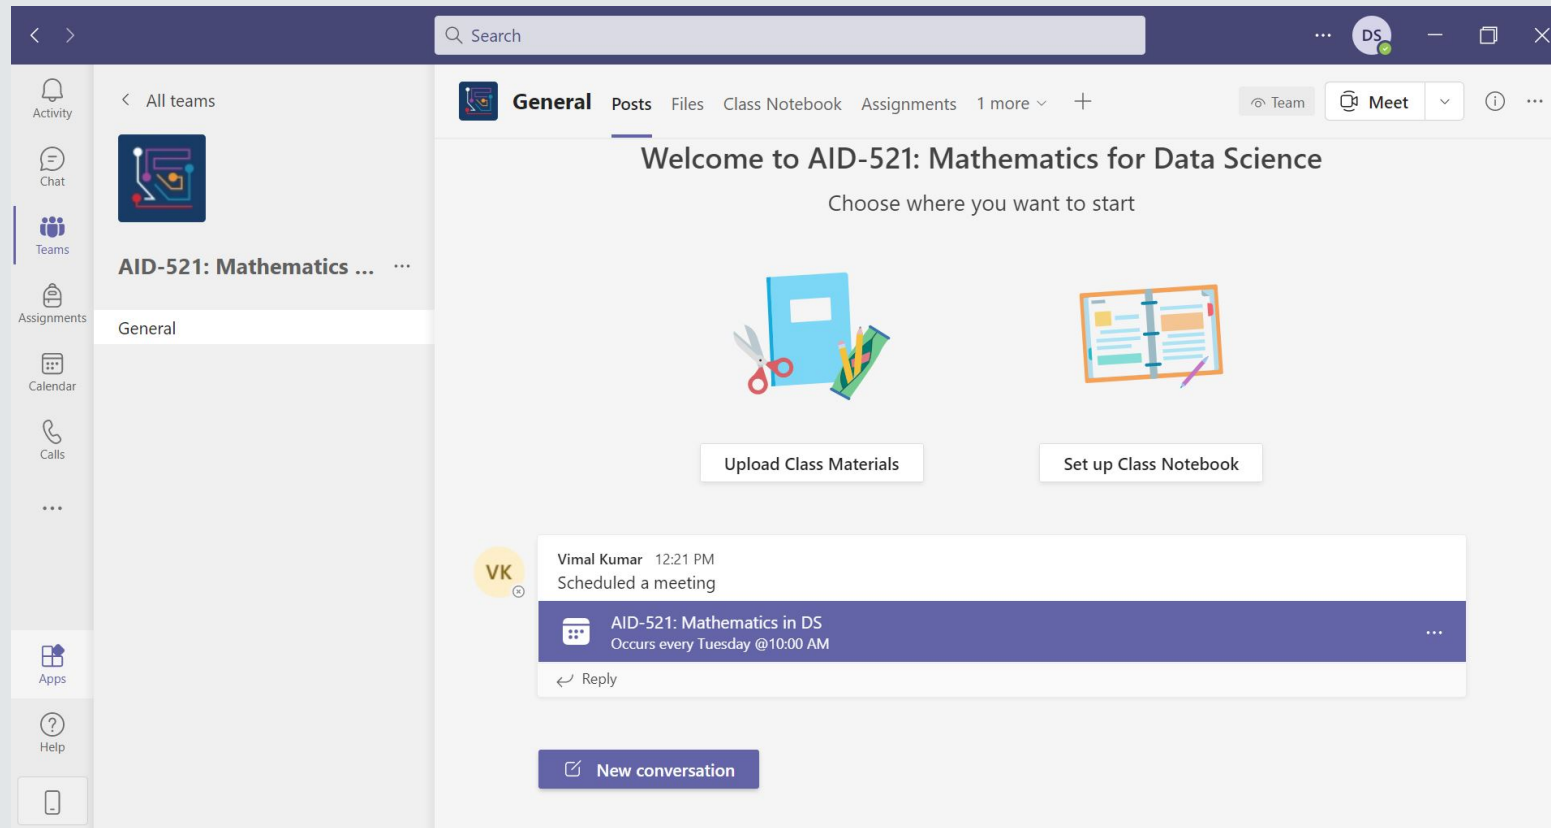 Search
DS
Activity
Chat
Teams
Assignments
Calendar
Calls
Apps
Help
All teams
AID-521: Mathematics ...
General
General
Posts
Files
Class Notebook
Assignments
1 more
Team
Meet
Welcome to AID-521: Mathematics for Data Science
Choose where you want to start
Upload Class Materials
Set up Class Notebook
VK
Vimal Kumar 12:21 PM
Scheduled a meeting
AID-521: Mathematics in DS
Occurs every Tuesday @10:00 AM
Reply
New conversation